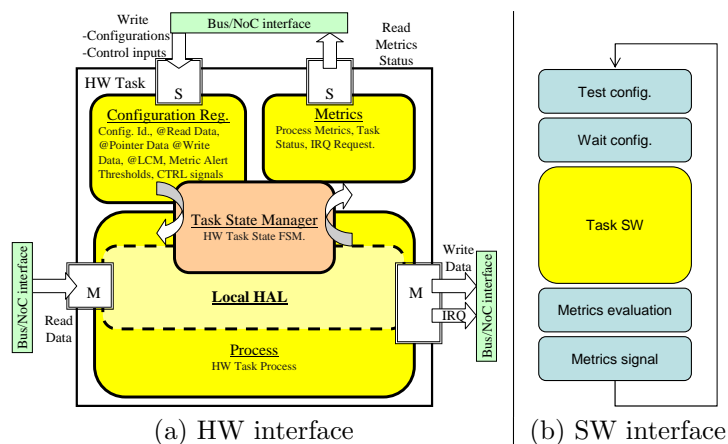 Write
-Configurations
-Control inputs
Bus/NoC interface
Read
Metrics
Status
HW Task
S
S
Configuration Reg.
Config. Id., @Read Data,
@Pointer Data @Write
Data, @LCM, Metric Alert
Thresholds, CTRL signals
Metrics
Process Metrics, Task
Status, IRQ Request.
Task State Manager
HW Task State FSM.
Bus/NoC interface
M
Read
Data
Local HAL
M
Write
Data
IRQ
Bus/NoC interface
Process
HW Task Process
(a) HW interface
Test config.
Wait config.
Task SW
Metrics evaluation
Metrics signal
(b) SW interface